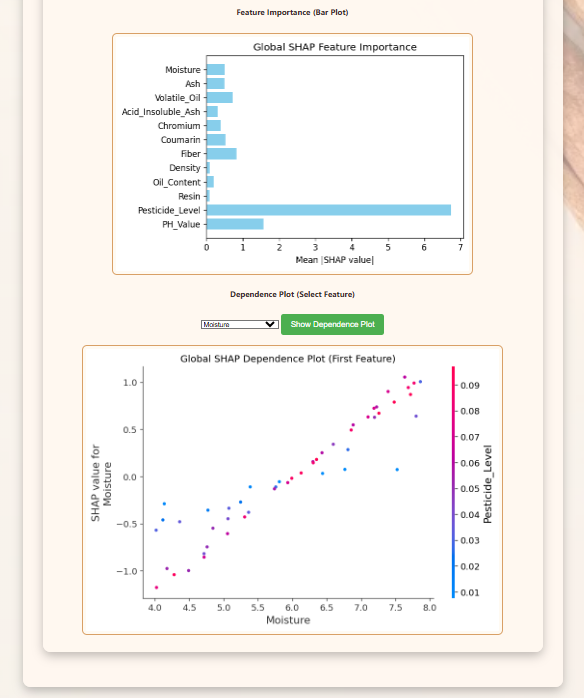 Feature Importance (Bar Plot)
Global SHAP Feature Importance
Moisture
Ash
Volatile_Oil
Acid_Insoluble_Ash
Chromium
Coumarin
Fiber
Density
Oil_Content
Resin
Pesticide_Level
PH_Value
0 1 2 3 4 5 6 7
Mean |SHAP value|
Dependence Plot (Select Feature)
Moisture Show Dependence Plot
Global SHAP Dependence Plot (First Feature)
1.0
0.5
0.0
−0.5
−1.0
SHAP value for
Moisture
4.0 4.5 5.0 5.5 6.0 6.5 7.0 7.5 8.0
Moisture
0.09
0.08
0.07
0.06
0.05
0.04
0.03
0.02
0.01
Pesticide_Level